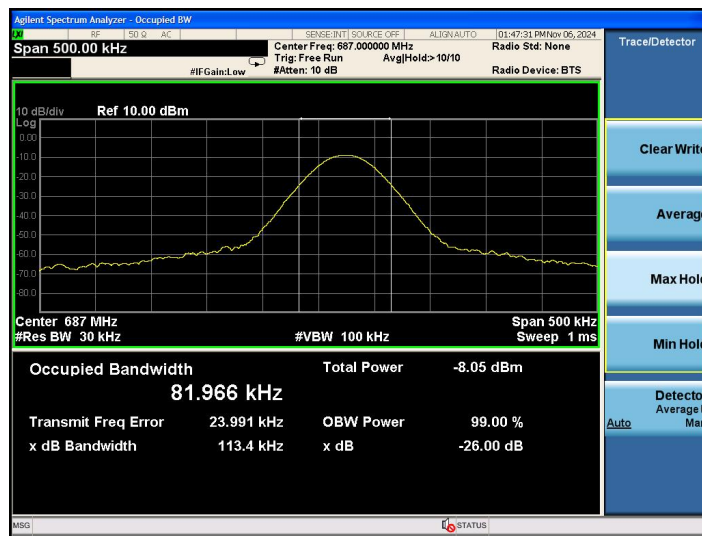 Agilent Spectrum Analyzer - Occupied BW
RF 50 Ω AC SENSE:INT SOURCE OFF ALIGN AUTO 01:47:31 PM Nov 06, 2024
Span 500.00 kHz
Center Freq: 687.000000 MHz
Radio Std: None
Trig: Free Run Avg|Hold:>10/10
#IFGain:Low #Atten: 10 dB Radio Device: BTS
10 dB/div Ref 10.00 dBm
Log
0.00
-10.0
-20.0
-30.0
-40.0
-50.0
-60.0
-70.0
-80.0
Center 687 MHz Span 500 kHz
#Res BW 30 kHz #VBW 100 kHz Sweep 1 ms
Occupied Bandwidth Total Power -8.05 dBm
81.966 kHz
Transmit Freq Error 23.991 kHz OBW Power 99.00 %
x dB Bandwidth 113.4 kHz x dB -26.00 dB
MSG STATUS
Trace/Detector
Clear Write
Average
Max Hold
Min Hold
Detector
Average
Auto Ma